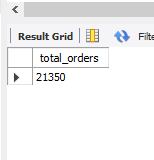 Result Grid Filte
total_orders
21350